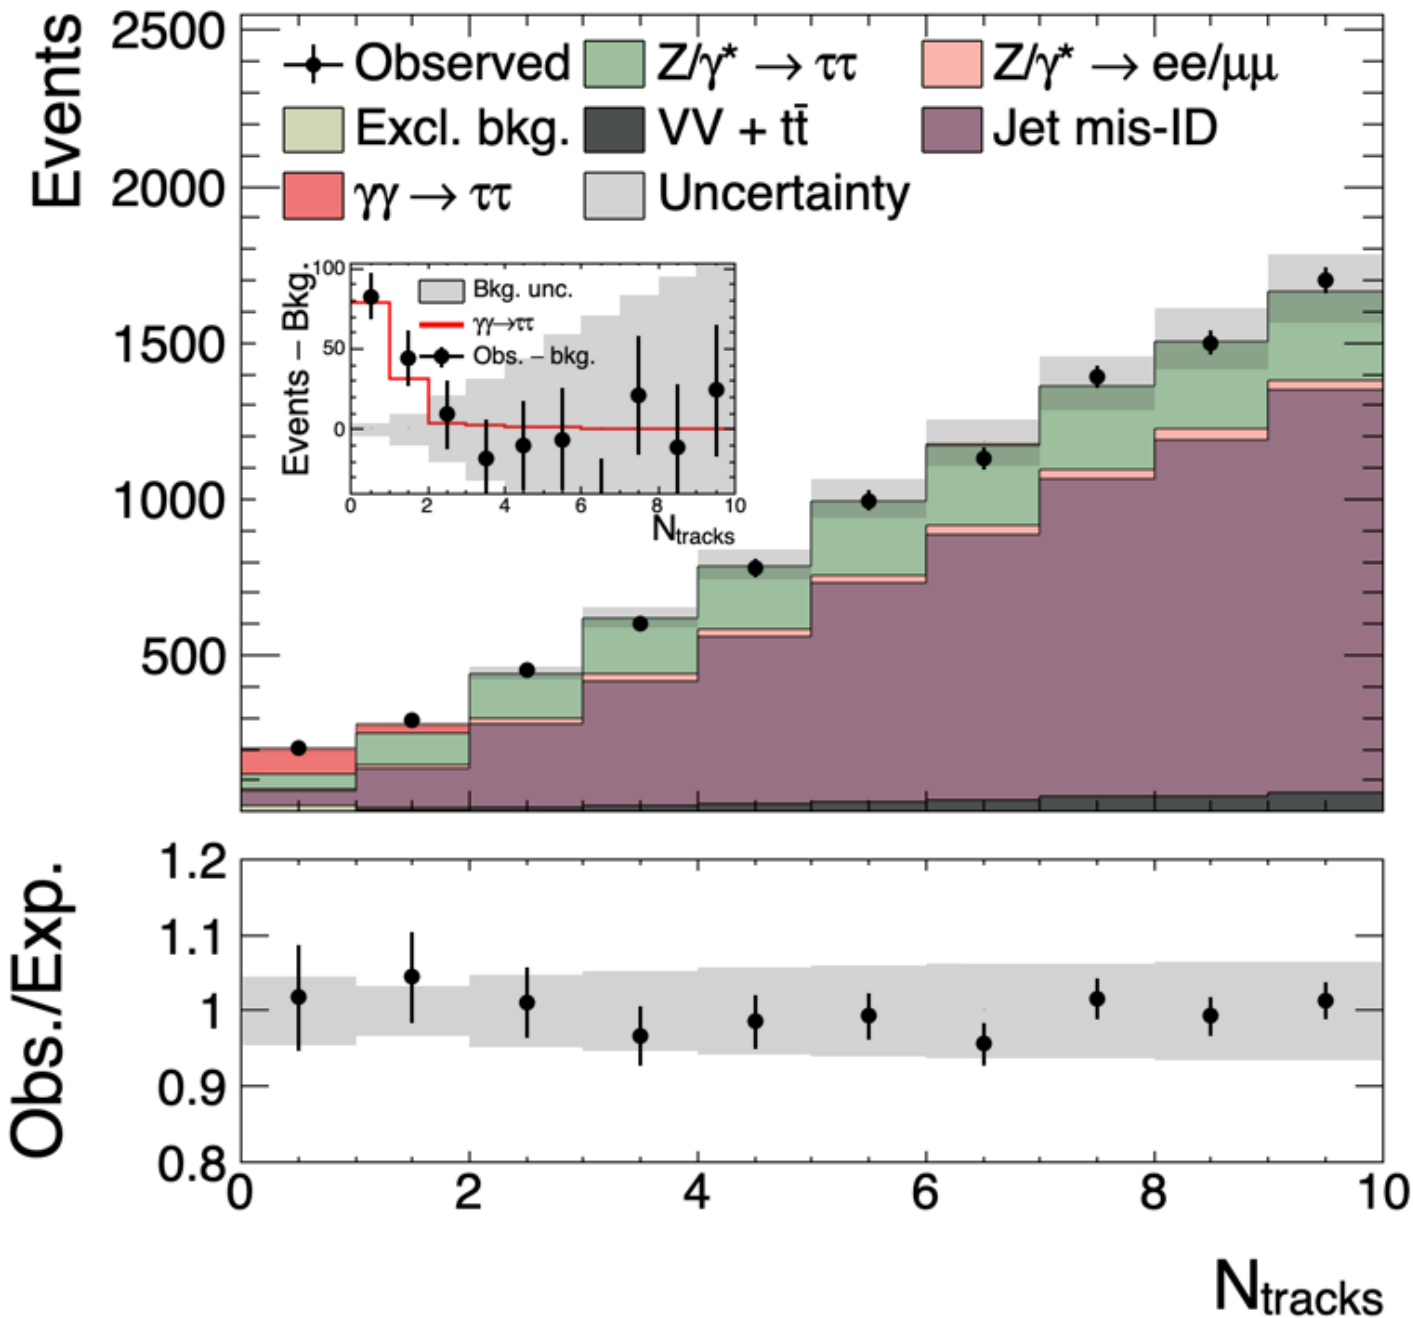 Events
2500
2000
1500
1000
500
Observed
Z/γ* → ττ
Z/γ* → ee/μμ
Excl. bkg.
VV + tt̄
Jet mis-ID
γγ → ττ
Uncertainty
Events – Bkg.
100
50
0
Bkg. unc.
γγ→ττ
Obs. – bkg.
0 2 4 6 8 10
Ntracks
Obs./Exp.
1.2
1.1
1
0.9
0.8
0 2 4 6 8 10
Ntracks